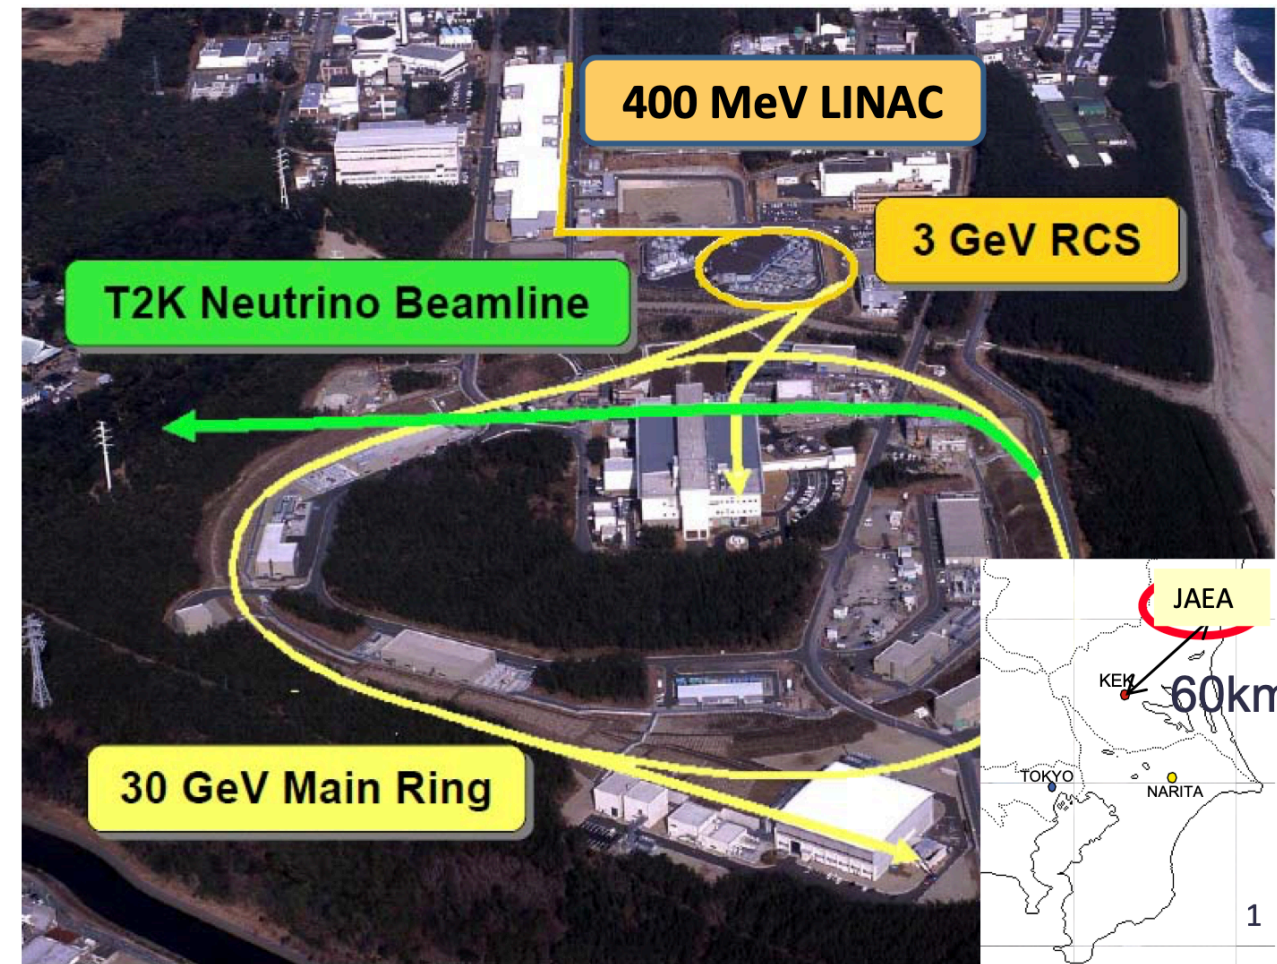 400 MeV LINAC
3 GeV RCS
T2K Neutrino Beamline
30 GeV Main Ring
JAEA
KEK
60km
TOKYO
NARITA
1